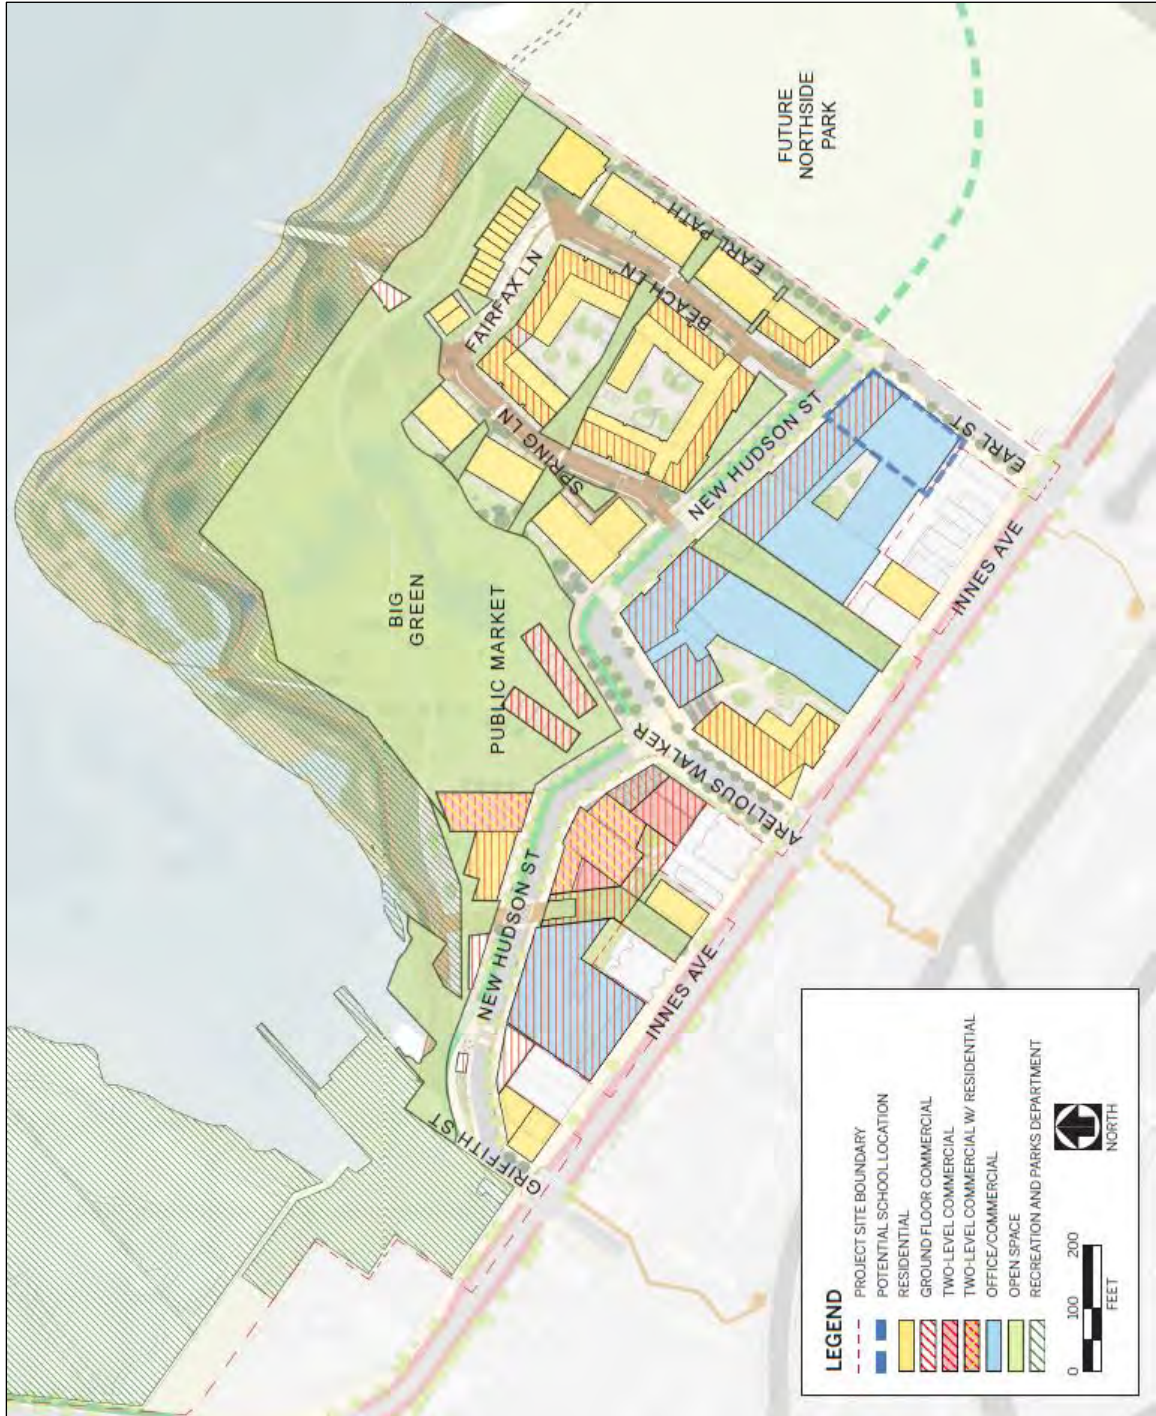 FUTURE
NORTHSIDE
PARK
BIG
GREEN
PUBLIC MARKET
FAIRFAX LN
BEACH LN
EARL PATH
SPRING LN
NEW HUDSON ST
EARL ST
INNES AVE
ARELIOUS WALKER
NEW HUDSON ST
INNES AVE
GRIFFITH ST
LEGEND
PROJECT SITE BOUNDARY
POTENTIAL SCHOOL LOCATION
RESIDENTIAL
GROUND FLOOR COMMERCIAL
TWO-LEVEL COMMERCIAL
TWO-LEVEL COMMERCIAL W/ RESIDENTIAL
OFFICE/COMMERCIAL
OPEN SPACE
RECREATION AND PARKS DEPARTMENT
0 100 200
FEET
NORTH